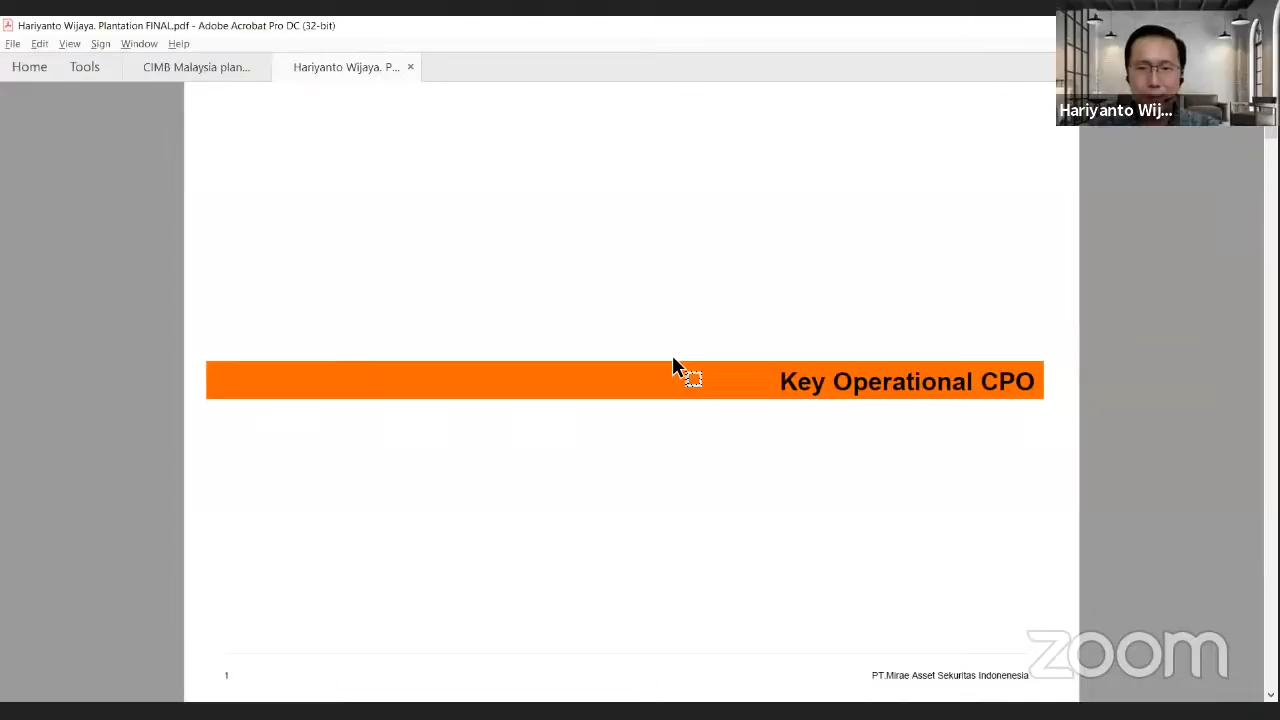 Hariyanto Wijaya. Plantation FINAL.pdf - Adobe Acrobat Pro DC (32-bit)
File Edit View Sign Window Help
Home Tools CIMB Malaysia plan... Hariyanto Wijaya. P... ×
Hariyanto Wij...
Key Operational CPO
zoom
1 PT.Mirae Asset Sekuritas Indonenesia